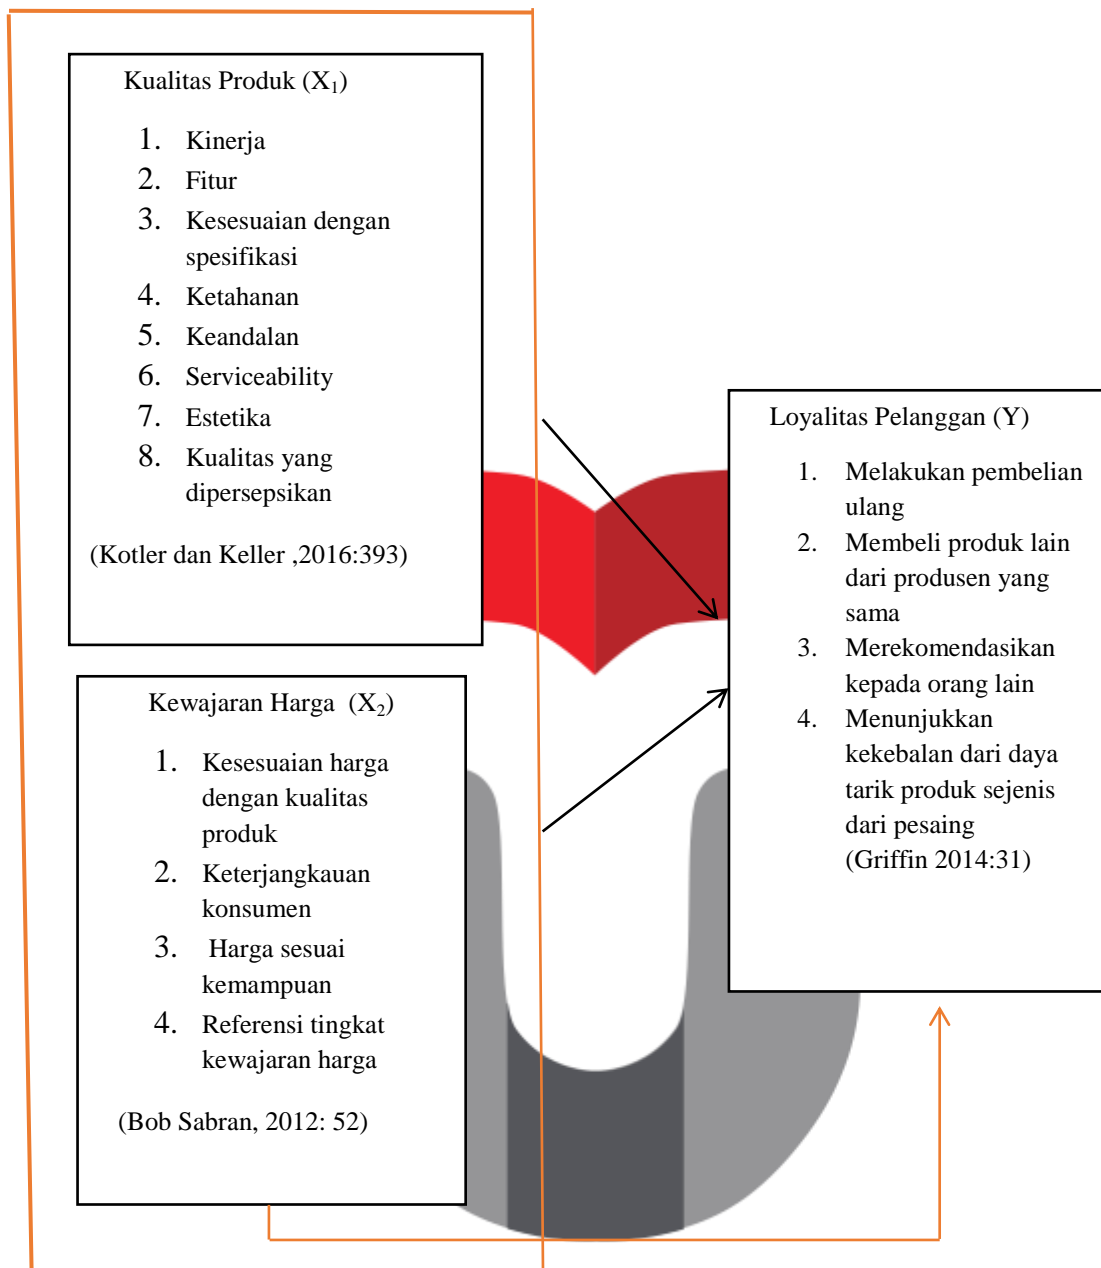 Kualitas Produk (X₁)
1. Kinerja
2. Fitur
3. Kesesuaian dengan
spesifikasi
4. Ketahanan
5. Keandalan
6. Serviceability
7. Estetika
8. Kualitas yang
dipersepsikan
(Kotler dan Keller ,2016:393)
Kewajaran Harga (X₂)
1. Kesesuaian harga
dengan kualitas
produk
2. Keterjangkauan
konsumen
3. Harga sesuai
kemampuan
4. Referensi tingkat
kewajaran harga
(Bob Sabran, 2012: 52)
Loyalitas Pelanggan (Y)
1. Melakukan pembelian
ulang
2. Membeli produk lain
dari produsen yang
sama
3. Merekomendasikan
kepada orang lain
4. Menunjukkan
kekebalan dari daya
tarik produk sejenis
dari pesaing
(Griffin 2014:31)